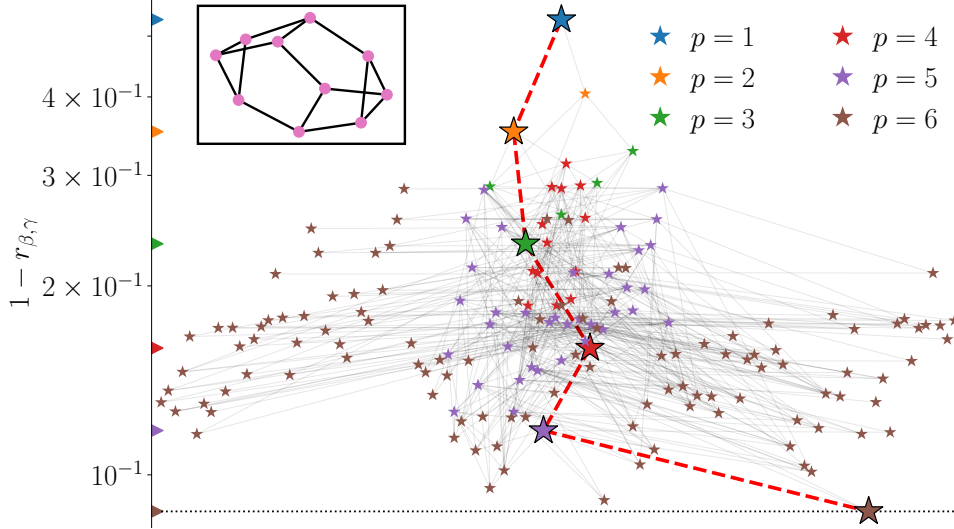 p = 1
p = 2
p = 3
p = 4
p = 5
p = 6
1 − r_{β,γ}
4 × 10^{−1}
3 × 10^{−1}
2 × 10^{−1}
10^{−1}